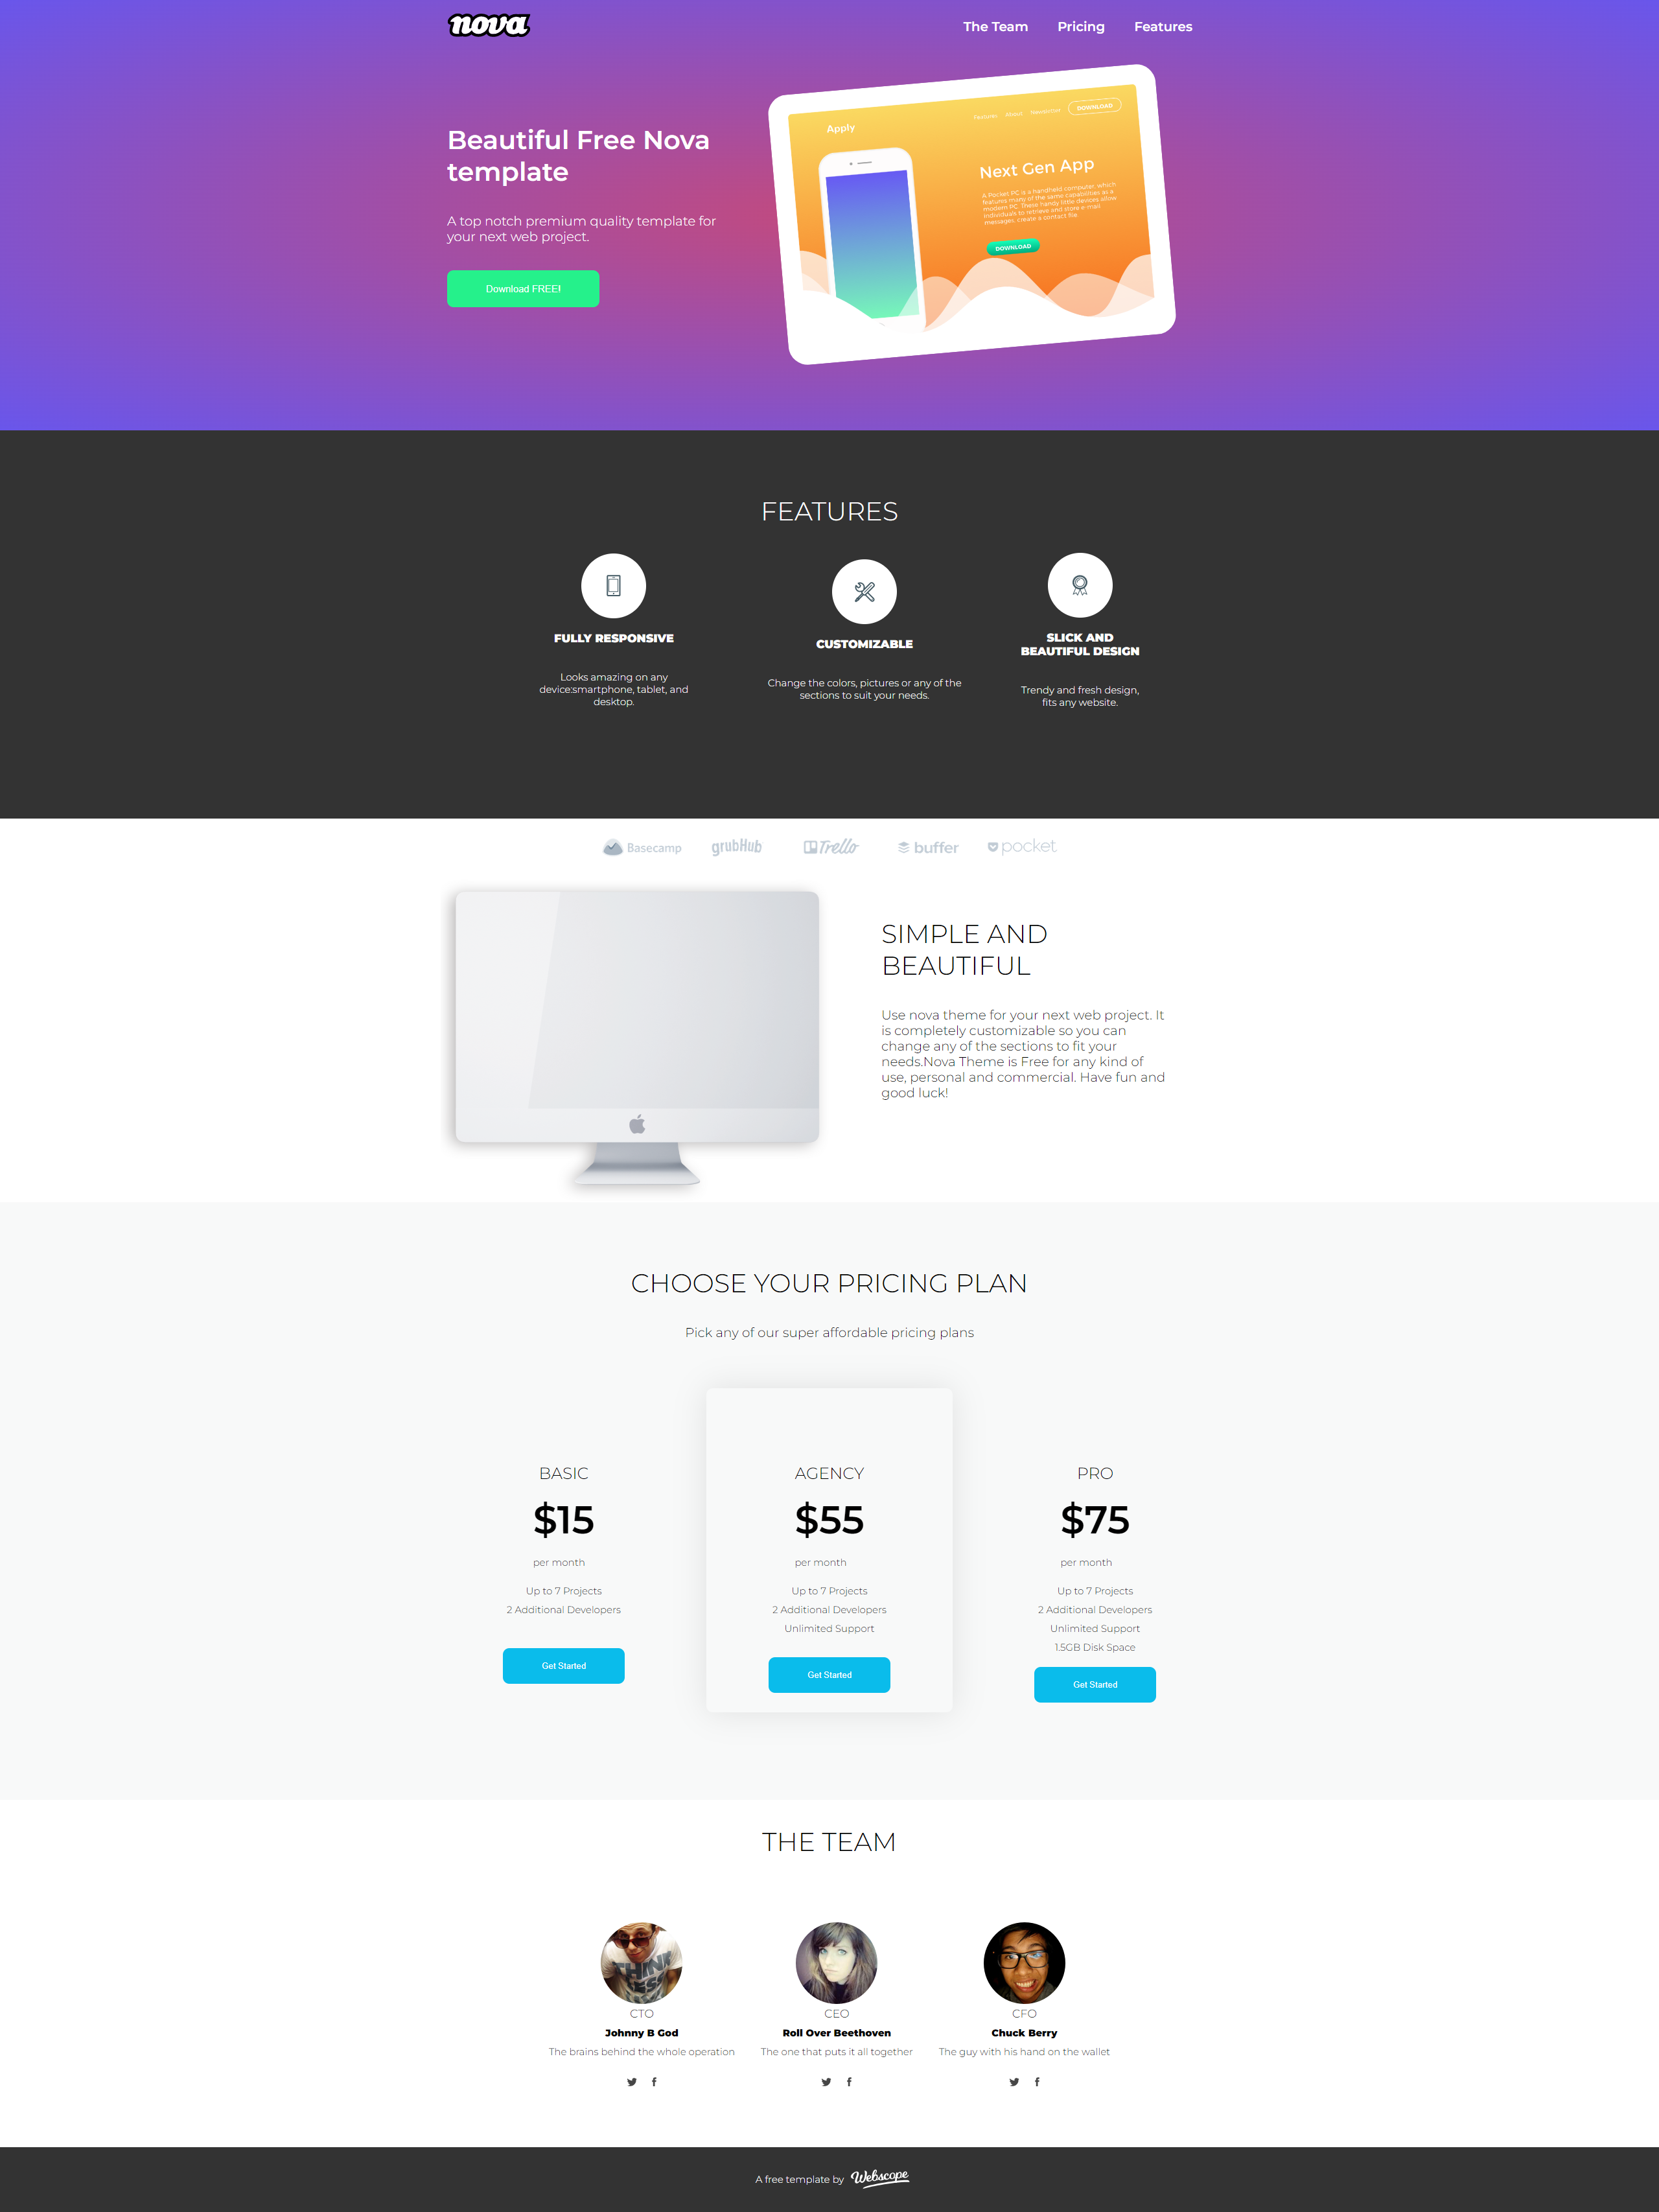 nova
The Team Pricing Features
Beautiful Free Nova
template
A top notch premium quality template for
your next web project.
Download FREE!
Features About Newsletter DOWNLOAD
Apply
Next Gen App
A Pocket PC is a handheld computer, which
features many of the same capabilities as a
modern PC. These handy little devices allow
individuals to retrieve and store e-mail
messages, create a contact file
DOWNLOAD
FEATURES
FULLY RESPONSIVE
Looks amazing on any
device:smartphone, tablet, and
desktop.
CUSTOMIZABLE
Change the colors, pictures or any of the
sections to suit your needs.
SLICK AND
BEAUTIFUL DESIGN
Trendy and fresh design,
fits any website.
Basecamp grubHub Trello buffer pocket
SIMPLE AND
BEAUTIFUL
Use nova theme for your next web project. It
is completely customizable so you can
change any of the sections to fit your
needs.Nova Theme is Free for any kind of
use, personal and commercial. Have fun and
good luck!
CHOOSE YOUR PRICING PLAN
Pick any of our super affordable pricing plans
BASIC
$15
per month
Up to 7 Projects
2 Additional Developers
Get Started
AGENCY
$55
per month
Up to 7 Projects
2 Additional Developers
Unlimited Support
Get Started
PRO
$75
per month
Up to 7 Projects
2 Additional Developers
Unlimited Support
1.5GB Disk Space
Get Started
THE TEAM
CTO
Johnny B God
The brains behind the whole operation
CEO
Roll Over Beethoven
The one that puts it all together
CFO
Chuck Berry
The guy with his hand on the wallet
A free template by Webscope